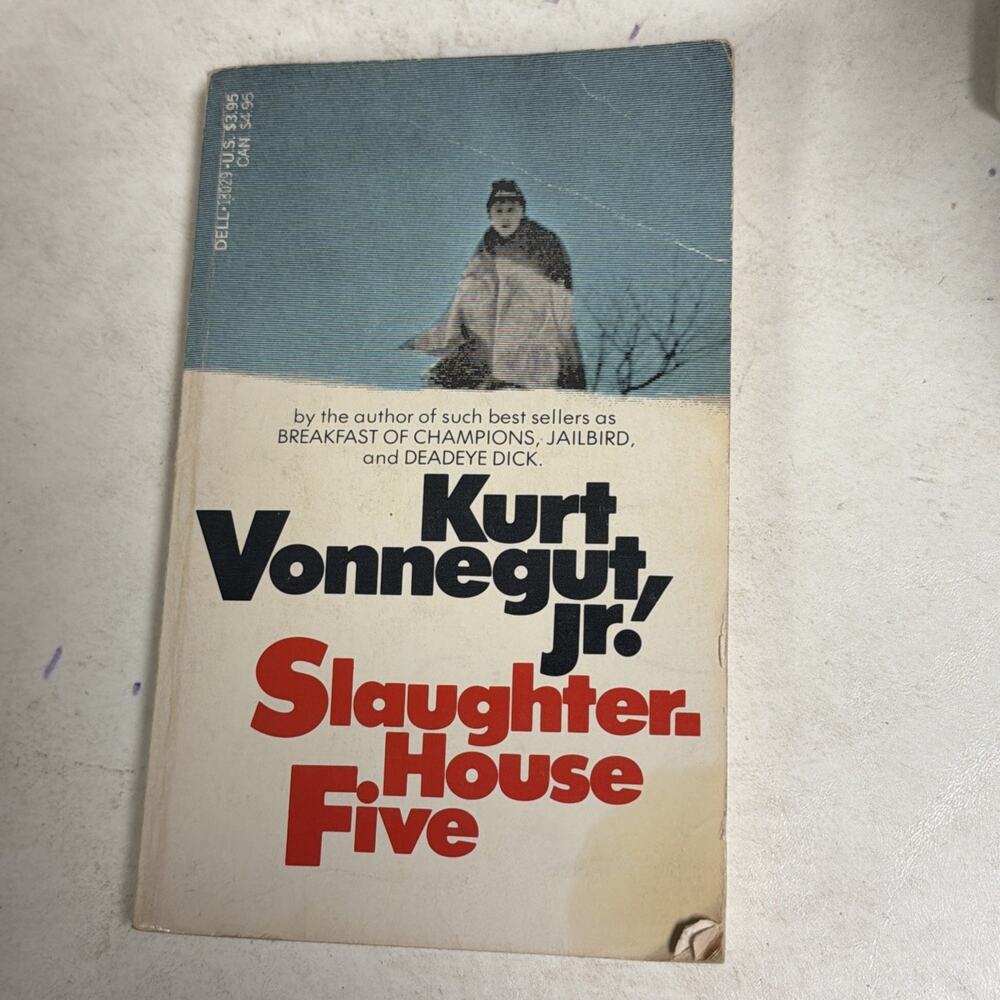 DELL • 18029 • U.S. $3.95
CAN $4.95
by the author of such best sellers as
BREAKFAST OF CHAMPIONS, JAILBIRD,
and DEADEYE DICK.
Kurt
Vonnegut,
jr.!
Slaughter-
House
Five